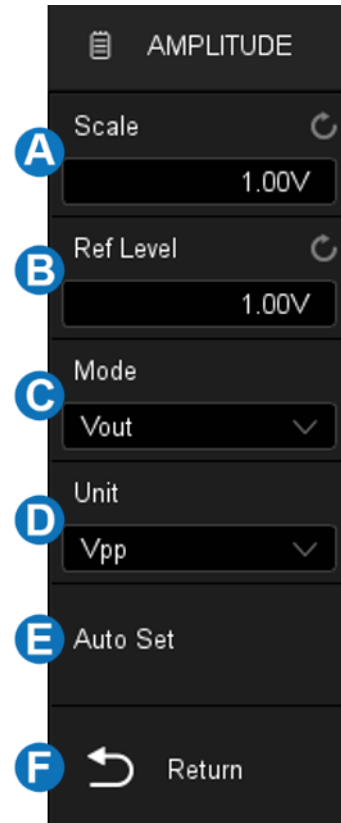 AMPLITUDE
A
Scale
1.00V
B
Ref Level
1.00V
C
Mode
Vout
D
Unit
Vpp
E
Auto Set
F
Return